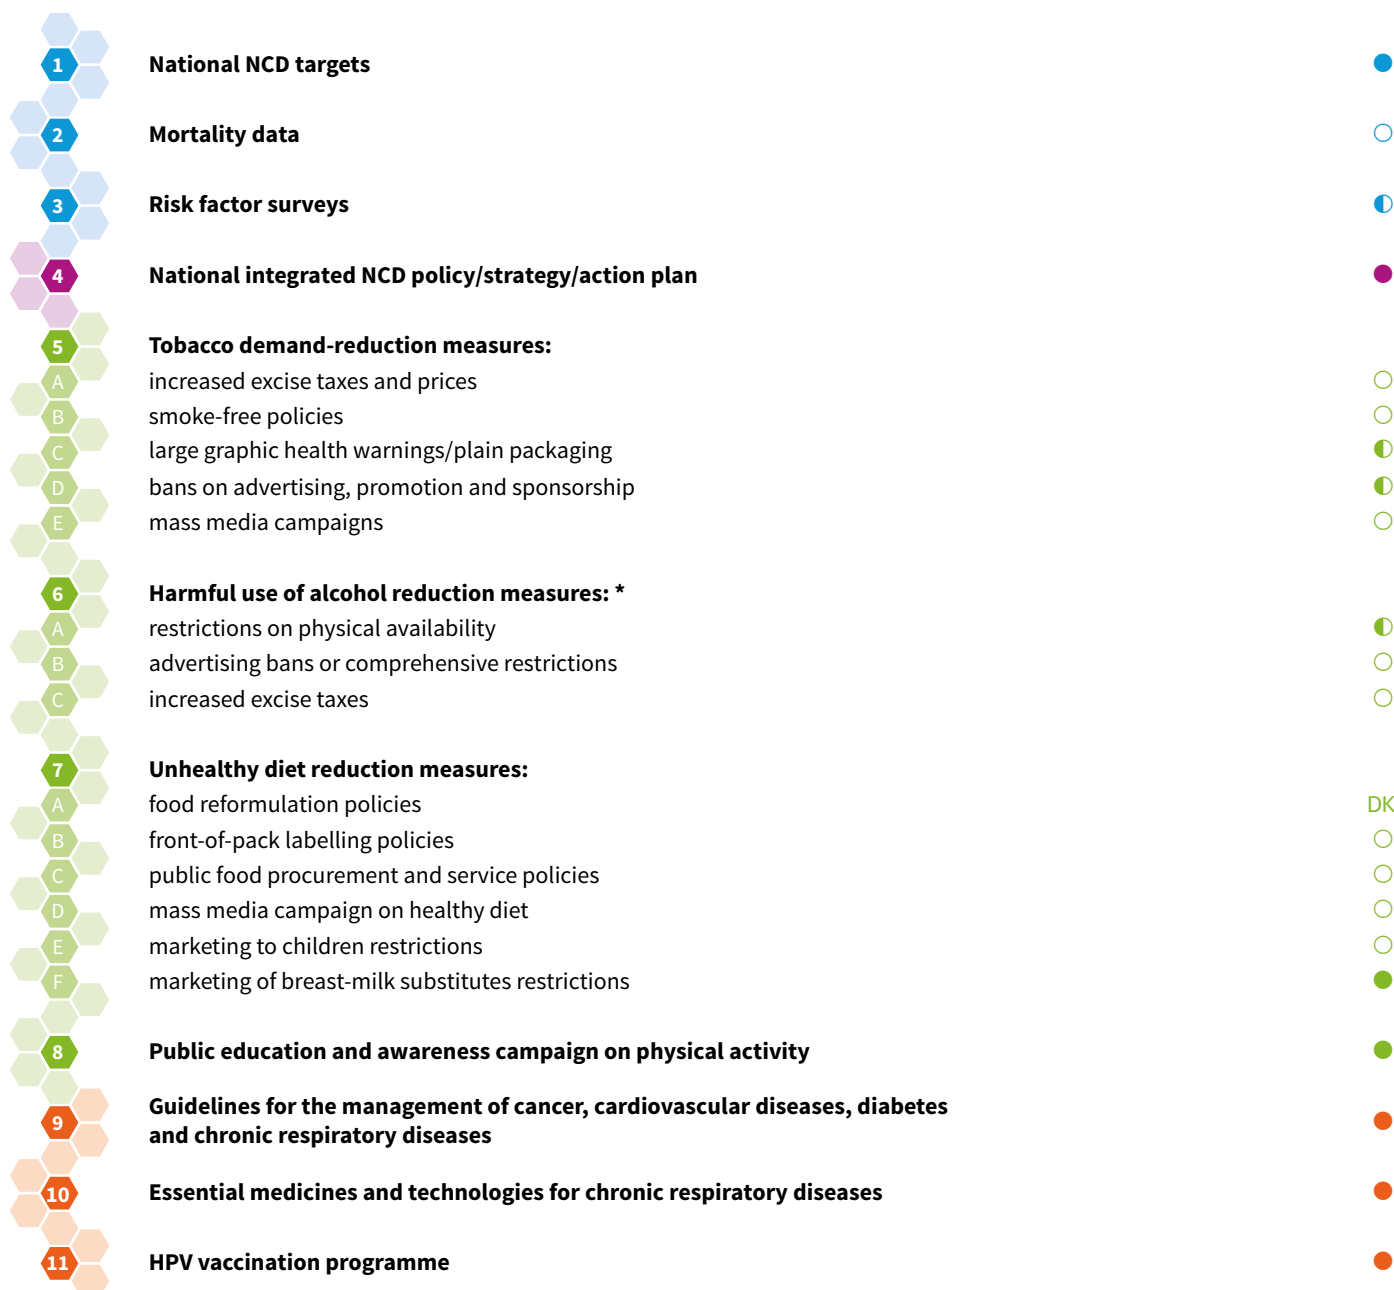 1 National NCD targets
2 Mortality data
3 Risk factor surveys
4 National integrated NCD policy/strategy/action plan
5 Tobacco demand-reduction measures:
A increased excise taxes and prices
B smoke-free policies
C large graphic health warnings/plain packaging
D bans on advertising, promotion and sponsorship
E mass media campaigns
6 Harmful use of alcohol reduction measures: *
A restrictions on physical availability
B advertising bans or comprehensive restrictions
C increased excise taxes
7 Unhealthy diet reduction measures:
A food reformulation policies DK
B front-of-pack labelling policies
C public food procurement and service policies
D mass media campaign on healthy diet
E marketing to children restrictions
F marketing of breast-milk substitutes restrictions
8 Public education and awareness campaign on physical activity
9 Guidelines for the management of cancer, cardiovascular diseases, diabetes
and chronic respiratory diseases
10 Essential medicines and technologies for chronic respiratory diseases
11 HPV vaccination programme